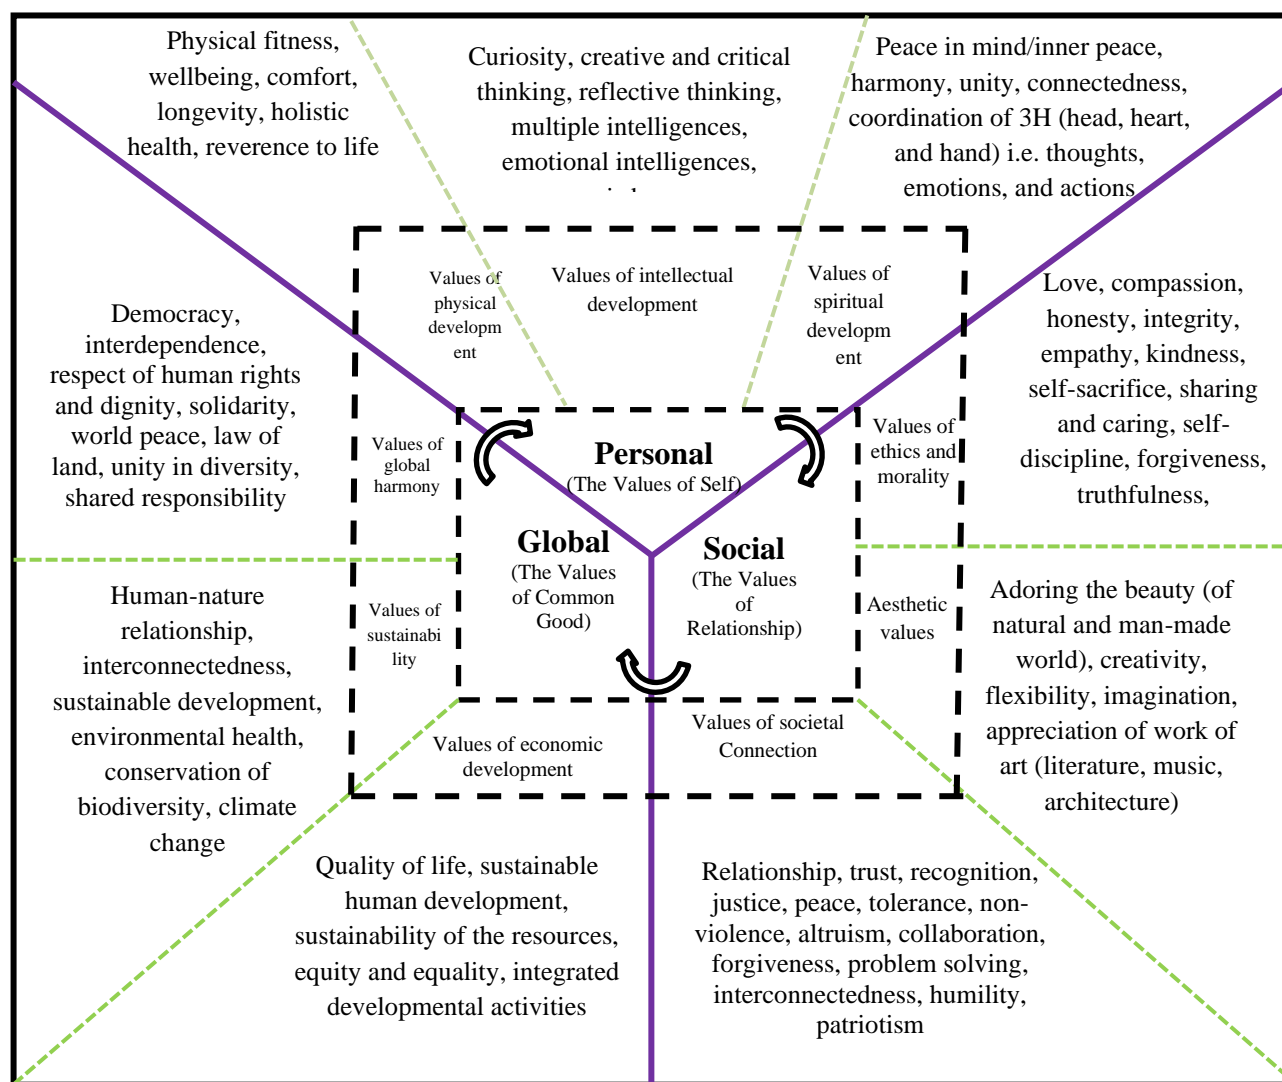 Physical fitness,
wellbeing, comfort,
longevity, holistic
health, reverence to life
Curiosity, creative and critical
thinking, reflective thinking,
multiple intelligences,
emotional intelligences,
Peace in mind/inner peace,
harmony, unity, connectedness,
coordination of 3H (head, heart,
and hand) i.e. thoughts,
emotions, and actions
Values of
physical
developm
ent
Values of intellectual
development
Values of
spiritual
developm
ent
Democracy,
interdependence,
respect of human rights
and dignity, solidarity,
world peace, law of
land, unity in diversity,
shared responsibility
Values of
global
harmony
Personal
(The Values of Self)
Values of
ethics and
morality
Love, compassion,
honesty, integrity,
empathy, kindness,
self-sacrifice, sharing
and caring, self-
discipline, forgiveness,
truthfulness,
Global
(The Values
of Common
Good)
Social
(The Values
of
Relationship)
Human-nature
relationship,
interconnectedness,
sustainable development,
environmental health,
conservation of
biodiversity, climate
change
Values of
sustainabi
lity
Aesthetic
values
Adoring the beauty (of
natural and man-made
world), creativity,
flexibility, imagination,
appreciation of work of
art (literature, music,
architecture)
Values of economic
development
Values of societal
Connection
Quality of life, sustainable
human development,
sustainability of the resources,
equity and equality, integrated
developmental activities
Relationship, trust, recognition,
justice, peace, tolerance, non-
violence, altruism, collaboration,
forgiveness, problem solving,
interconnectedness, humility,
patriotism